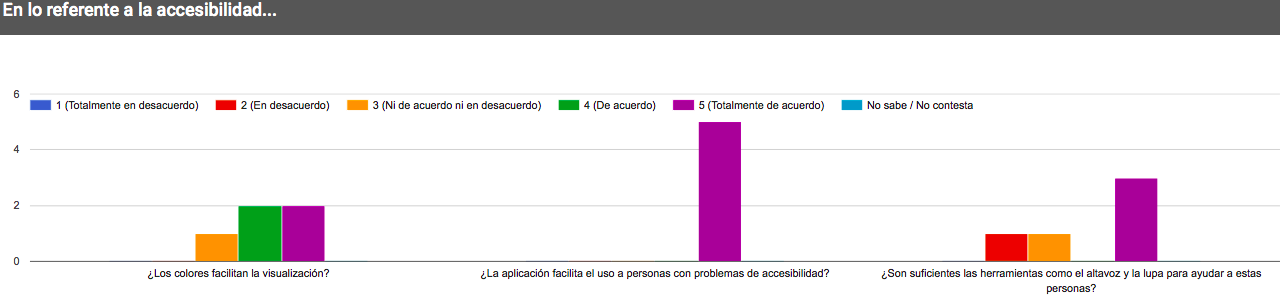 En lo referente a la accesibilidad...
6
1 (Totalmente en desacuerdo) 2 (En desacuerdo) 3 (Ni de acuerdo ni en desacuerdo) 4 (De acuerdo) 5 (Totalmente de acuerdo) No sabe / No contesta
4
2
0
¿Los colores facilitan la visualización? ¿La aplicación facilita el uso a personas con problemas de accesibilidad? ¿Son suficientes las herramientas como el altavoz y la lupa para ayudar a estas
personas?